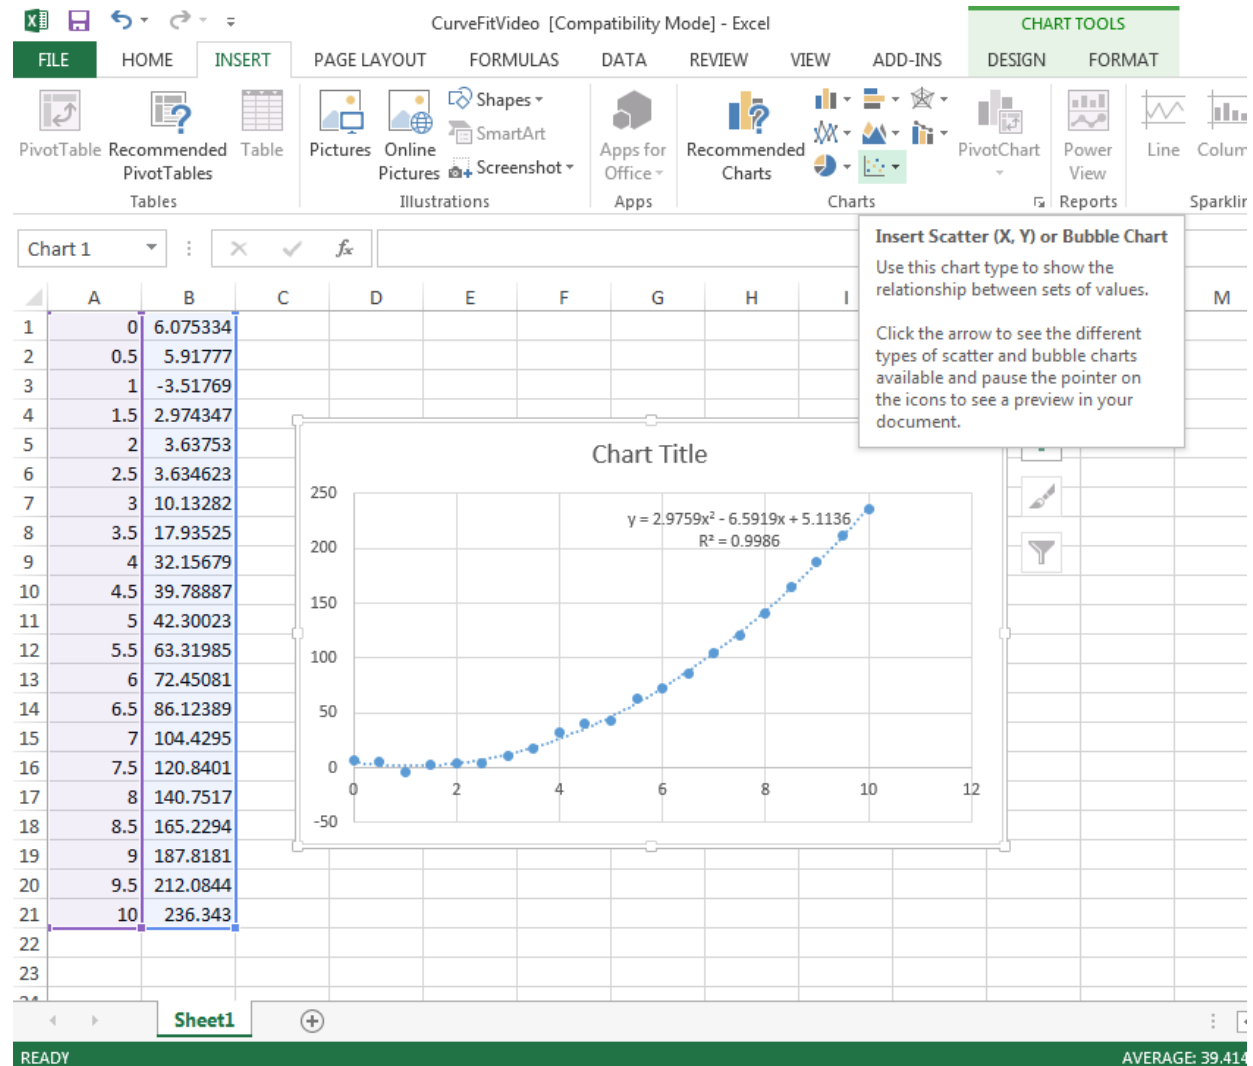 CurveFitVideo [Compatibility Mode] - Excel
CHART TOOLS
FILE HOME INSERT PAGE LAYOUT FORMULAS DATA REVIEW VIEW ADD-INS DESIGN FORMAT
PivotTable
Recommended
PivotTables
Table
Tables
Pictures
Online
Pictures
Shapes
SmartArt
Screenshot
Illustrations
Apps for
Office
Apps
Recommended
Charts
Charts
PivotChart
Power
View
Reports
Line
Colum
Sparklin
Chart 1
fx
Insert Scatter (X, Y) or Bubble Chart
Use this chart type to show the
relationship between sets of values.
Click the arrow to see the different
types of scatter and bubble charts
available and pause the pointer on
the icons to see a preview in your
document.
A B C D E F G H I M
1 0 6.075334
2 0.5 5.91777
3 1 -3.51769
4 1.5 2.974347
5 2 3.63753
6 2.5 3.634623
7 3 10.13282
8 3.5 17.93525
9 4 32.15679
10 4.5 39.78887
11 5 42.30023
12 5.5 63.31985
13 6 72.45081
14 6.5 86.12389
15 7 104.4295
16 7.5 120.8401
17 8 140.7517
18 8.5 165.2294
19 9 187.8181
20 9.5 212.0844
21 10 236.343
22
23
Chart Title
y = 2.9759x² - 6.5919x + 5.1136
R² = 0.9986
250
200
150
100
50
0
-50
0 2 4 6 8 10 12
Sheet1
READY
AVERAGE: 39.414